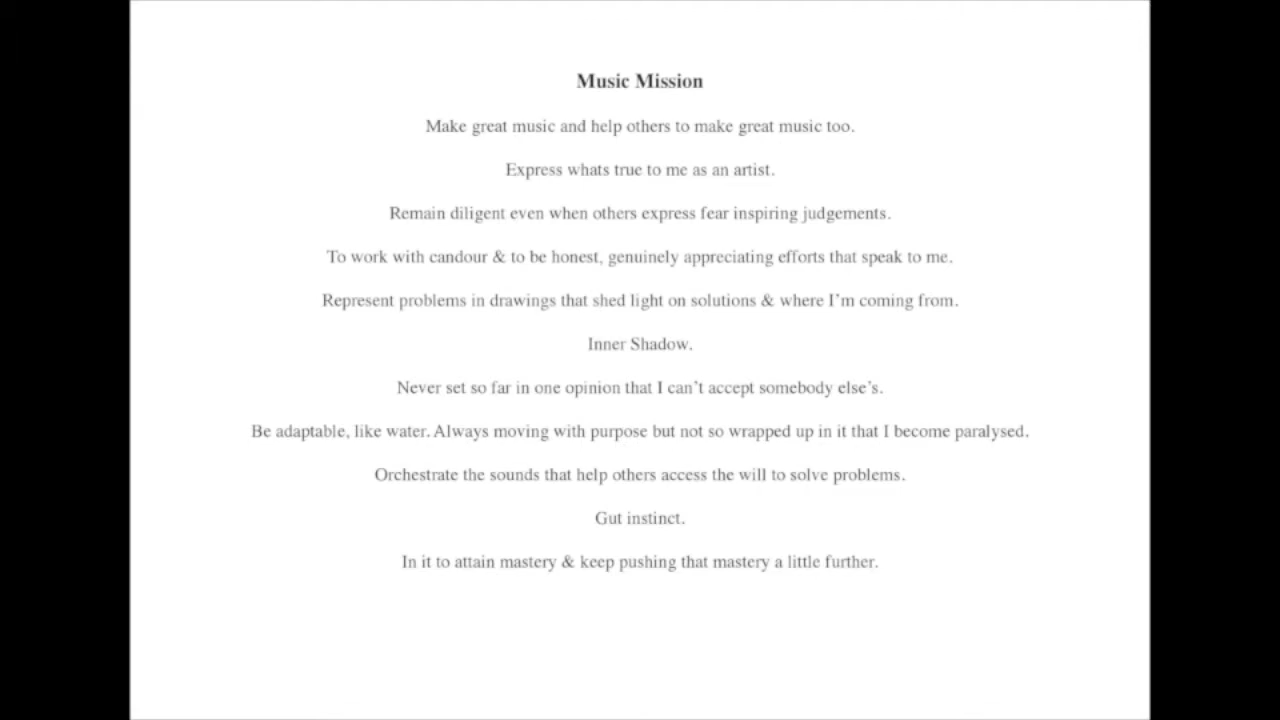 Music Mission
Make great music and help others to make great music too.
Express whats true to me as an artist.
Remain diligent even when others express fear inspiring judgements.
To work with candour & to be honest, genuinely appreciating efforts that speak to me.
Represent problems in drawings that shed light on solutions & where I'm coming from.
Inner Shadow.
Never set so far in one opinion that I can't accept somebody else's.
Be adaptable, like water. Always moving with purpose but not so wrapped up in it that I become paralysed.
Orchestrate the sounds that help others access the will to solve problems.
Gut instinct.
In it to attain mastery & keep pushing that mastery a little further.